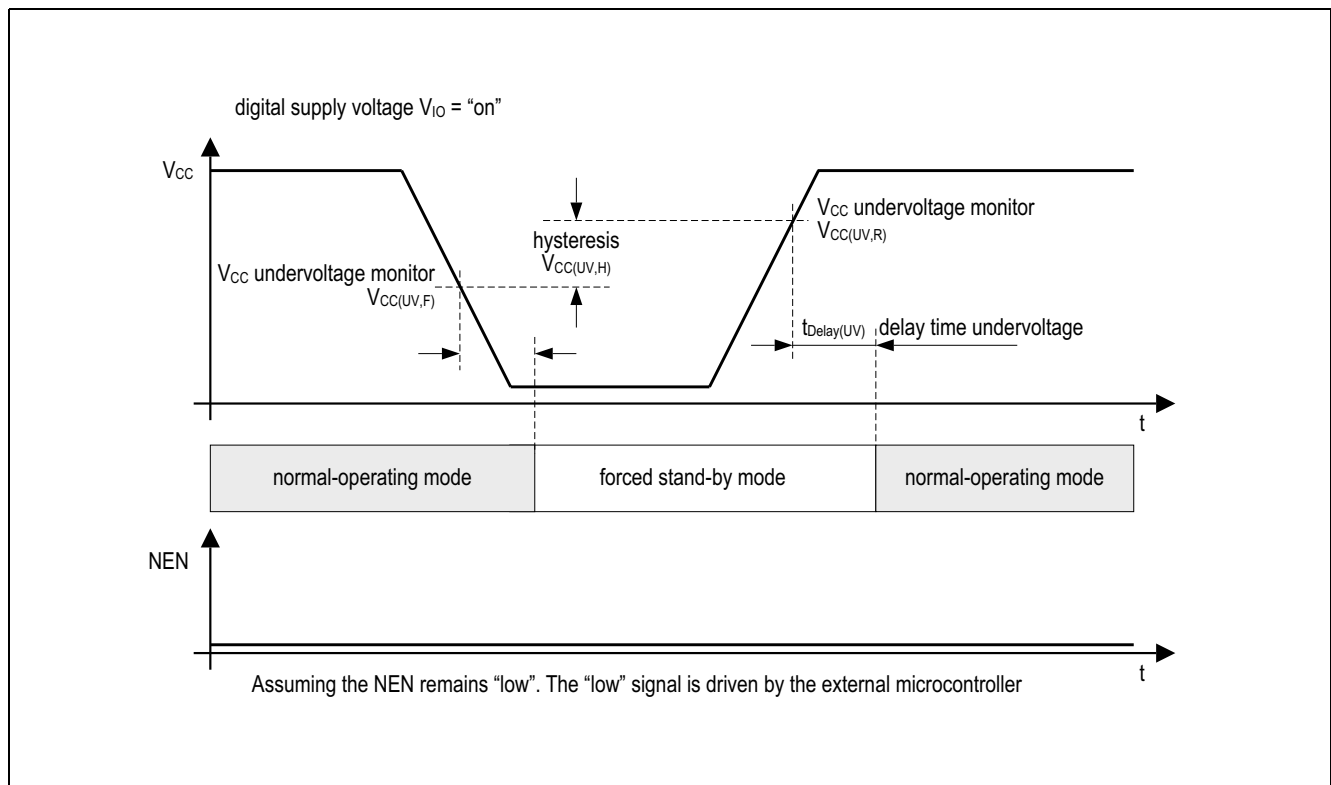 digital supply voltage VIO = “on”
VCC
VCC undervoltage monitor
VCC(UV,F)
hysteresis
VCC(UV,H)
VCC undervoltage monitor
VCC(UV,R)
tDelay(UV) delay time undervoltage
t
normal-operating mode
forced stand-by mode
normal-operating mode
NEN
t
Assuming the NEN remains “low”. The “low” signal is driven by the external microcontroller